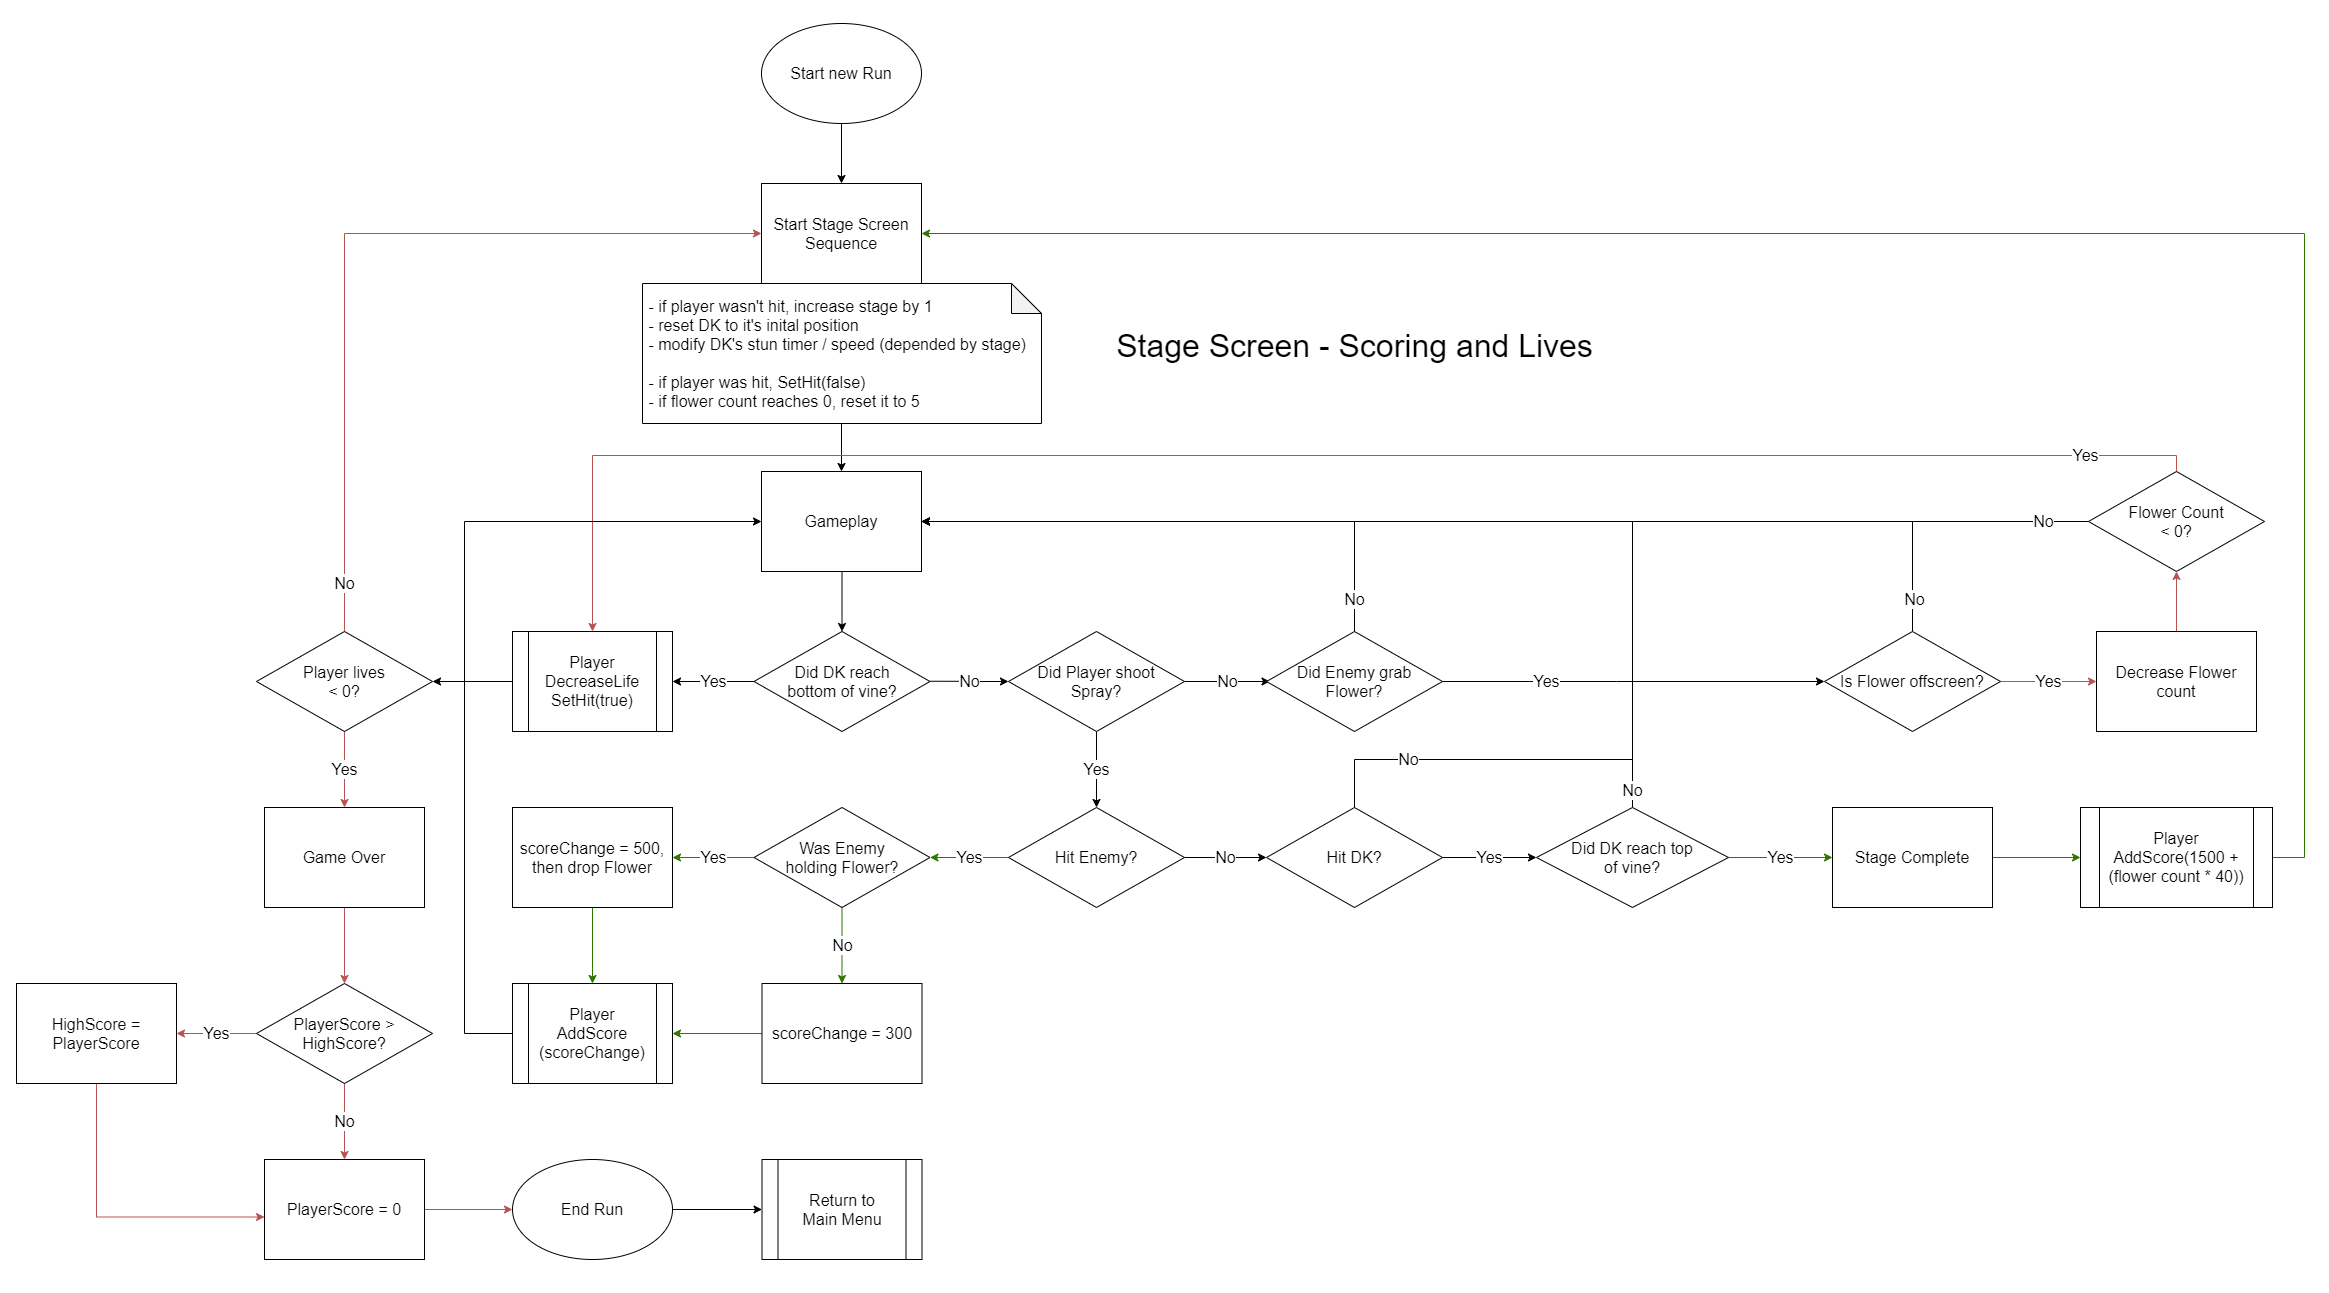 Start new Run
Start Stage Screen
Sequence
- if player wasn't hit, increase stage by 1
- reset DK to it's inital position
- modify DK's stun timer / speed (depended by stage)
- if player was hit, SetHit(false)
- if flower count reaches 0, reset it to 5
Stage Screen - Scoring and Lives
Yes
Gameplay
No
Flower Count
< 0?
No
No
No
Player lives
< 0?
Player
DecreaseLife
SetHit(true)
Yes
Did DK reach
bottom of vine?
No
Did Player shoot
Spray?
No
Did Enemy grab
Flower?
Yes
Is Flower offscreen?
Yes
Decrease Flower
count
Yes
Yes
No
No
Game Over
scoreChange = 500,
then drop Flower
Yes
Was Enemy
holding Flower?
Yes
Hit Enemy?
No
Hit DK?
Yes
Did DK reach top
of vine?
Yes
Stage Complete
Player
AddScore(1500 +
(flower count * 40))
No
HighScore =
PlayerScore
Yes
PlayerScore >
HighScore?
Player
AddScore
(scoreChange)
scoreChange = 300
No
PlayerScore = 0
End Run
Return to
Main Menu